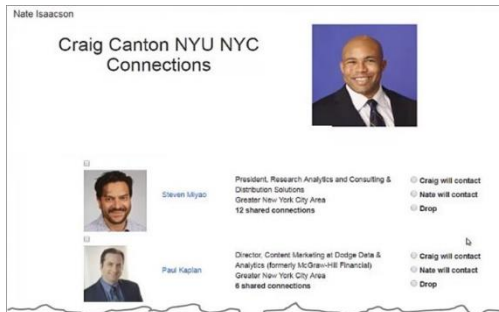 Nate Isaacson
Craig Canton NYU NYC
Connections
Steven Miyao
President, Research Analytics and Consulting &
Distribution Solutions
Greater New York City Area
12 shared connections
Craig will contact
Nate will contact
Drop
Paul Kaplan
Director, Content Marketing at Dodge Data &
Analytics (formerly McGraw-Hill Financial)
Greater New York City Area
6 shared connections
Craig will contact
Nate will contact
Drop